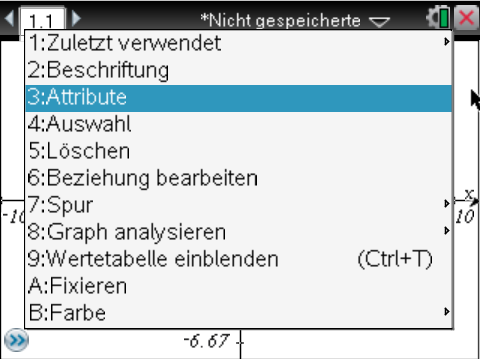 1.1 *Nicht gespeicherte
1:Zuletzt verwendet
2:Beschriftung
3:Attribute
4:Auswahl
5:Löschen
6:Beziehung bearbeiten
7:Spur
8:Graph analysieren
9:Wertetabelle einblenden (Ctrl+T)
A:Fixieren
B:Farbe
x
-10 10
-6.67